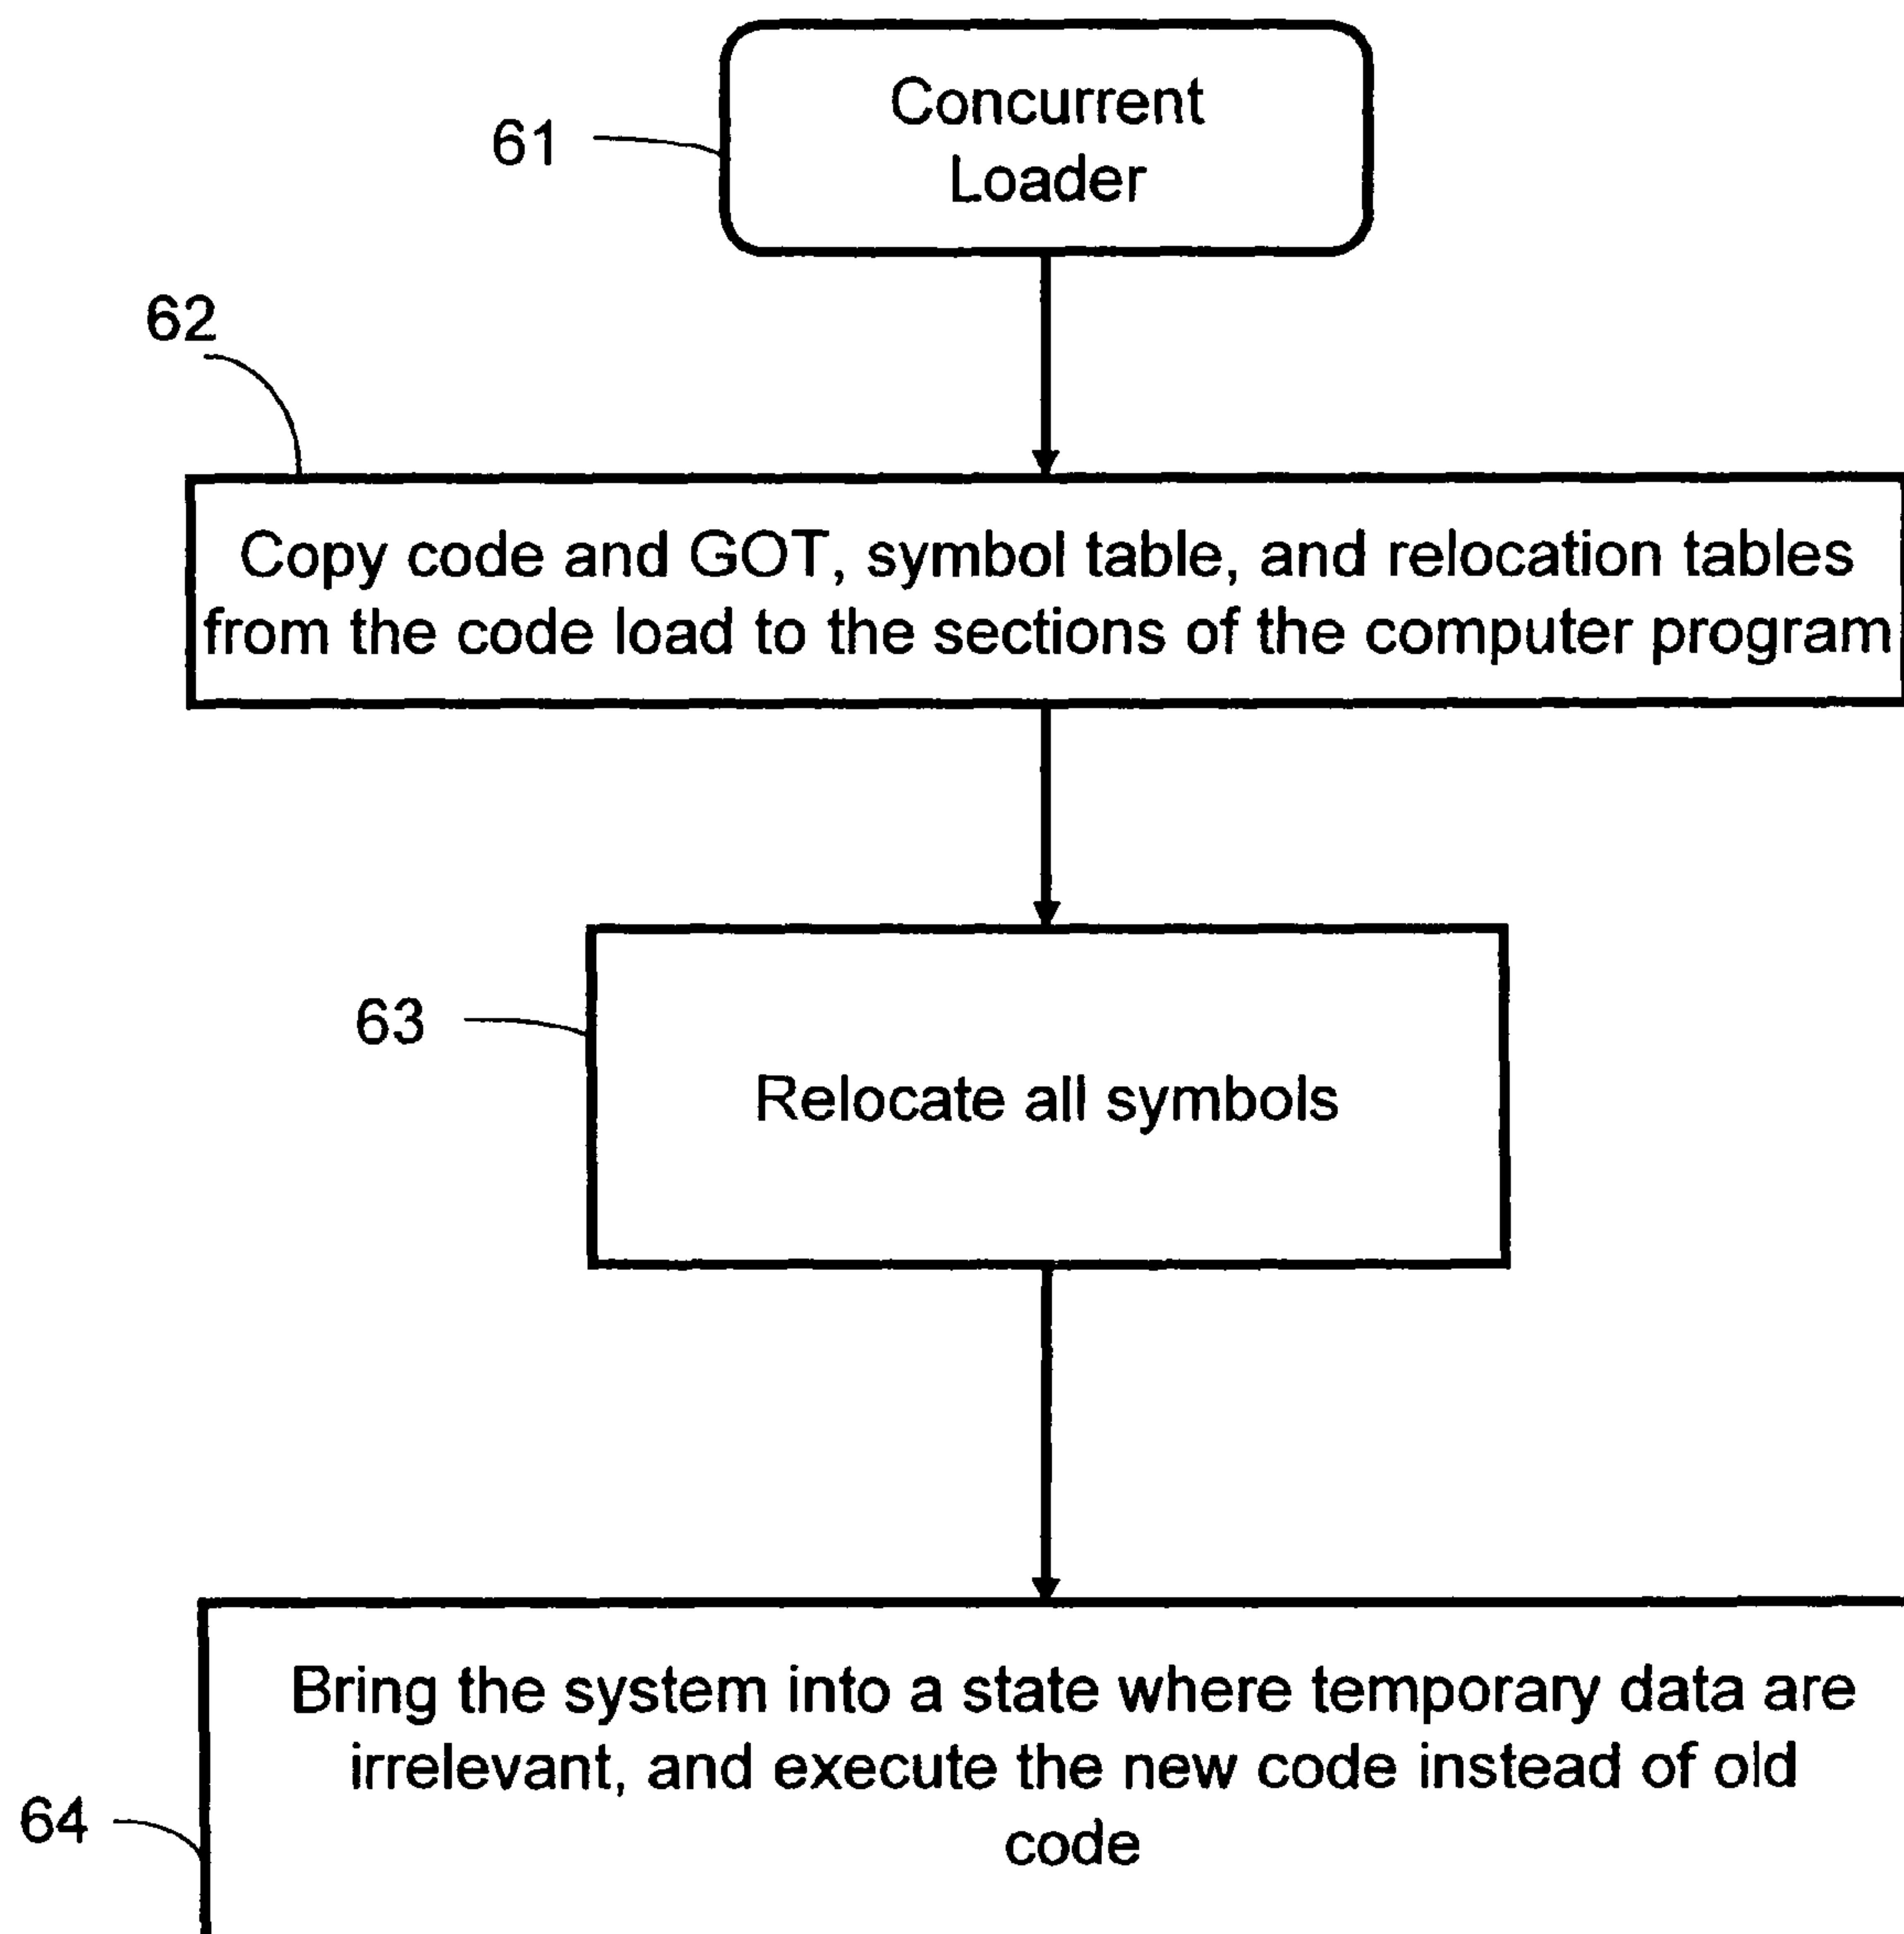 61
Concurrent
Loader
62
Copy code and GOT, symbol table, and relocation tables
from the code load to the sections of the computer program
63
Relocate all symbols
64
Bring the system into a state where temporary data are
irrelevant, and execute the new code instead of old
code